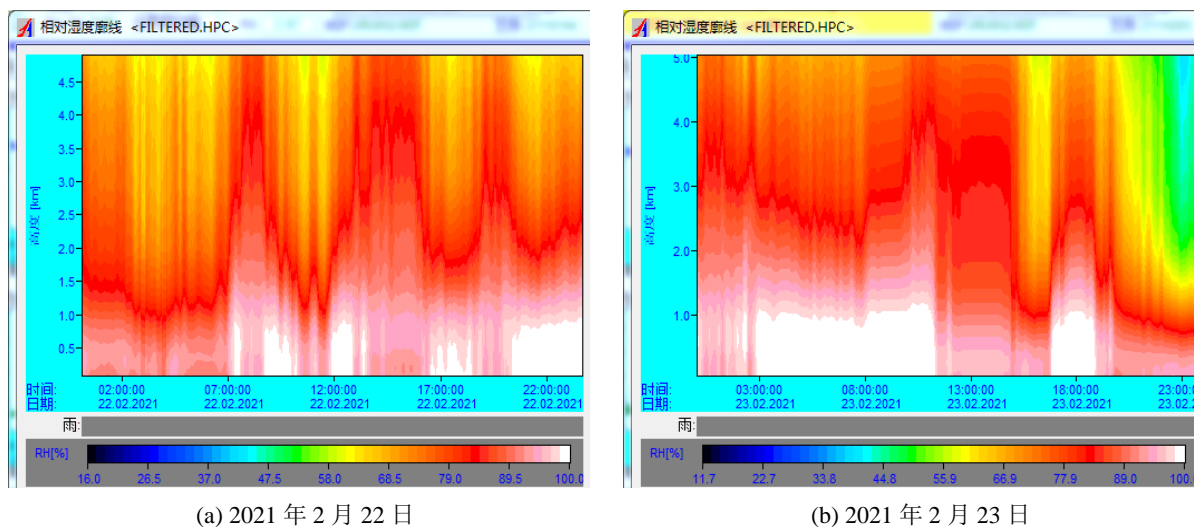 相对湿度廓线 <FILTERED.HPC>
高度 [km]
4.5
4.0
3.5
3.0
2.5
2.0
1.5
1.0
0.5
时间: 02:00:00 07:00:00 12:00:00 17:00:00 22:00:00
日期: 22.02.2021 22.02.2021 22.02.2021 22.02.2021 22.02.2021
雨:
RH[%]
16.0 26.5 37.0 47.5 58.0 68.5 79.0 89.5 100.0
(a) 2021 年 2 月 22 日
相对湿度廓线 <FILTERED.HPC>
高度 [km]
5.0
4.0
3.0
2.0
1.0
时间: 03:00:00 08:00:00 13:00:00 18:00:00 23:00:0
日期: 23.02.2021 23.02.2021 23.02.2021 23.02.2021 23.02.2
雨:
RH[%]
11.7 22.7 33.8 44.8 55.9 66.9 77.9 89.0 100.
(b) 2021 年 2 月 23 日